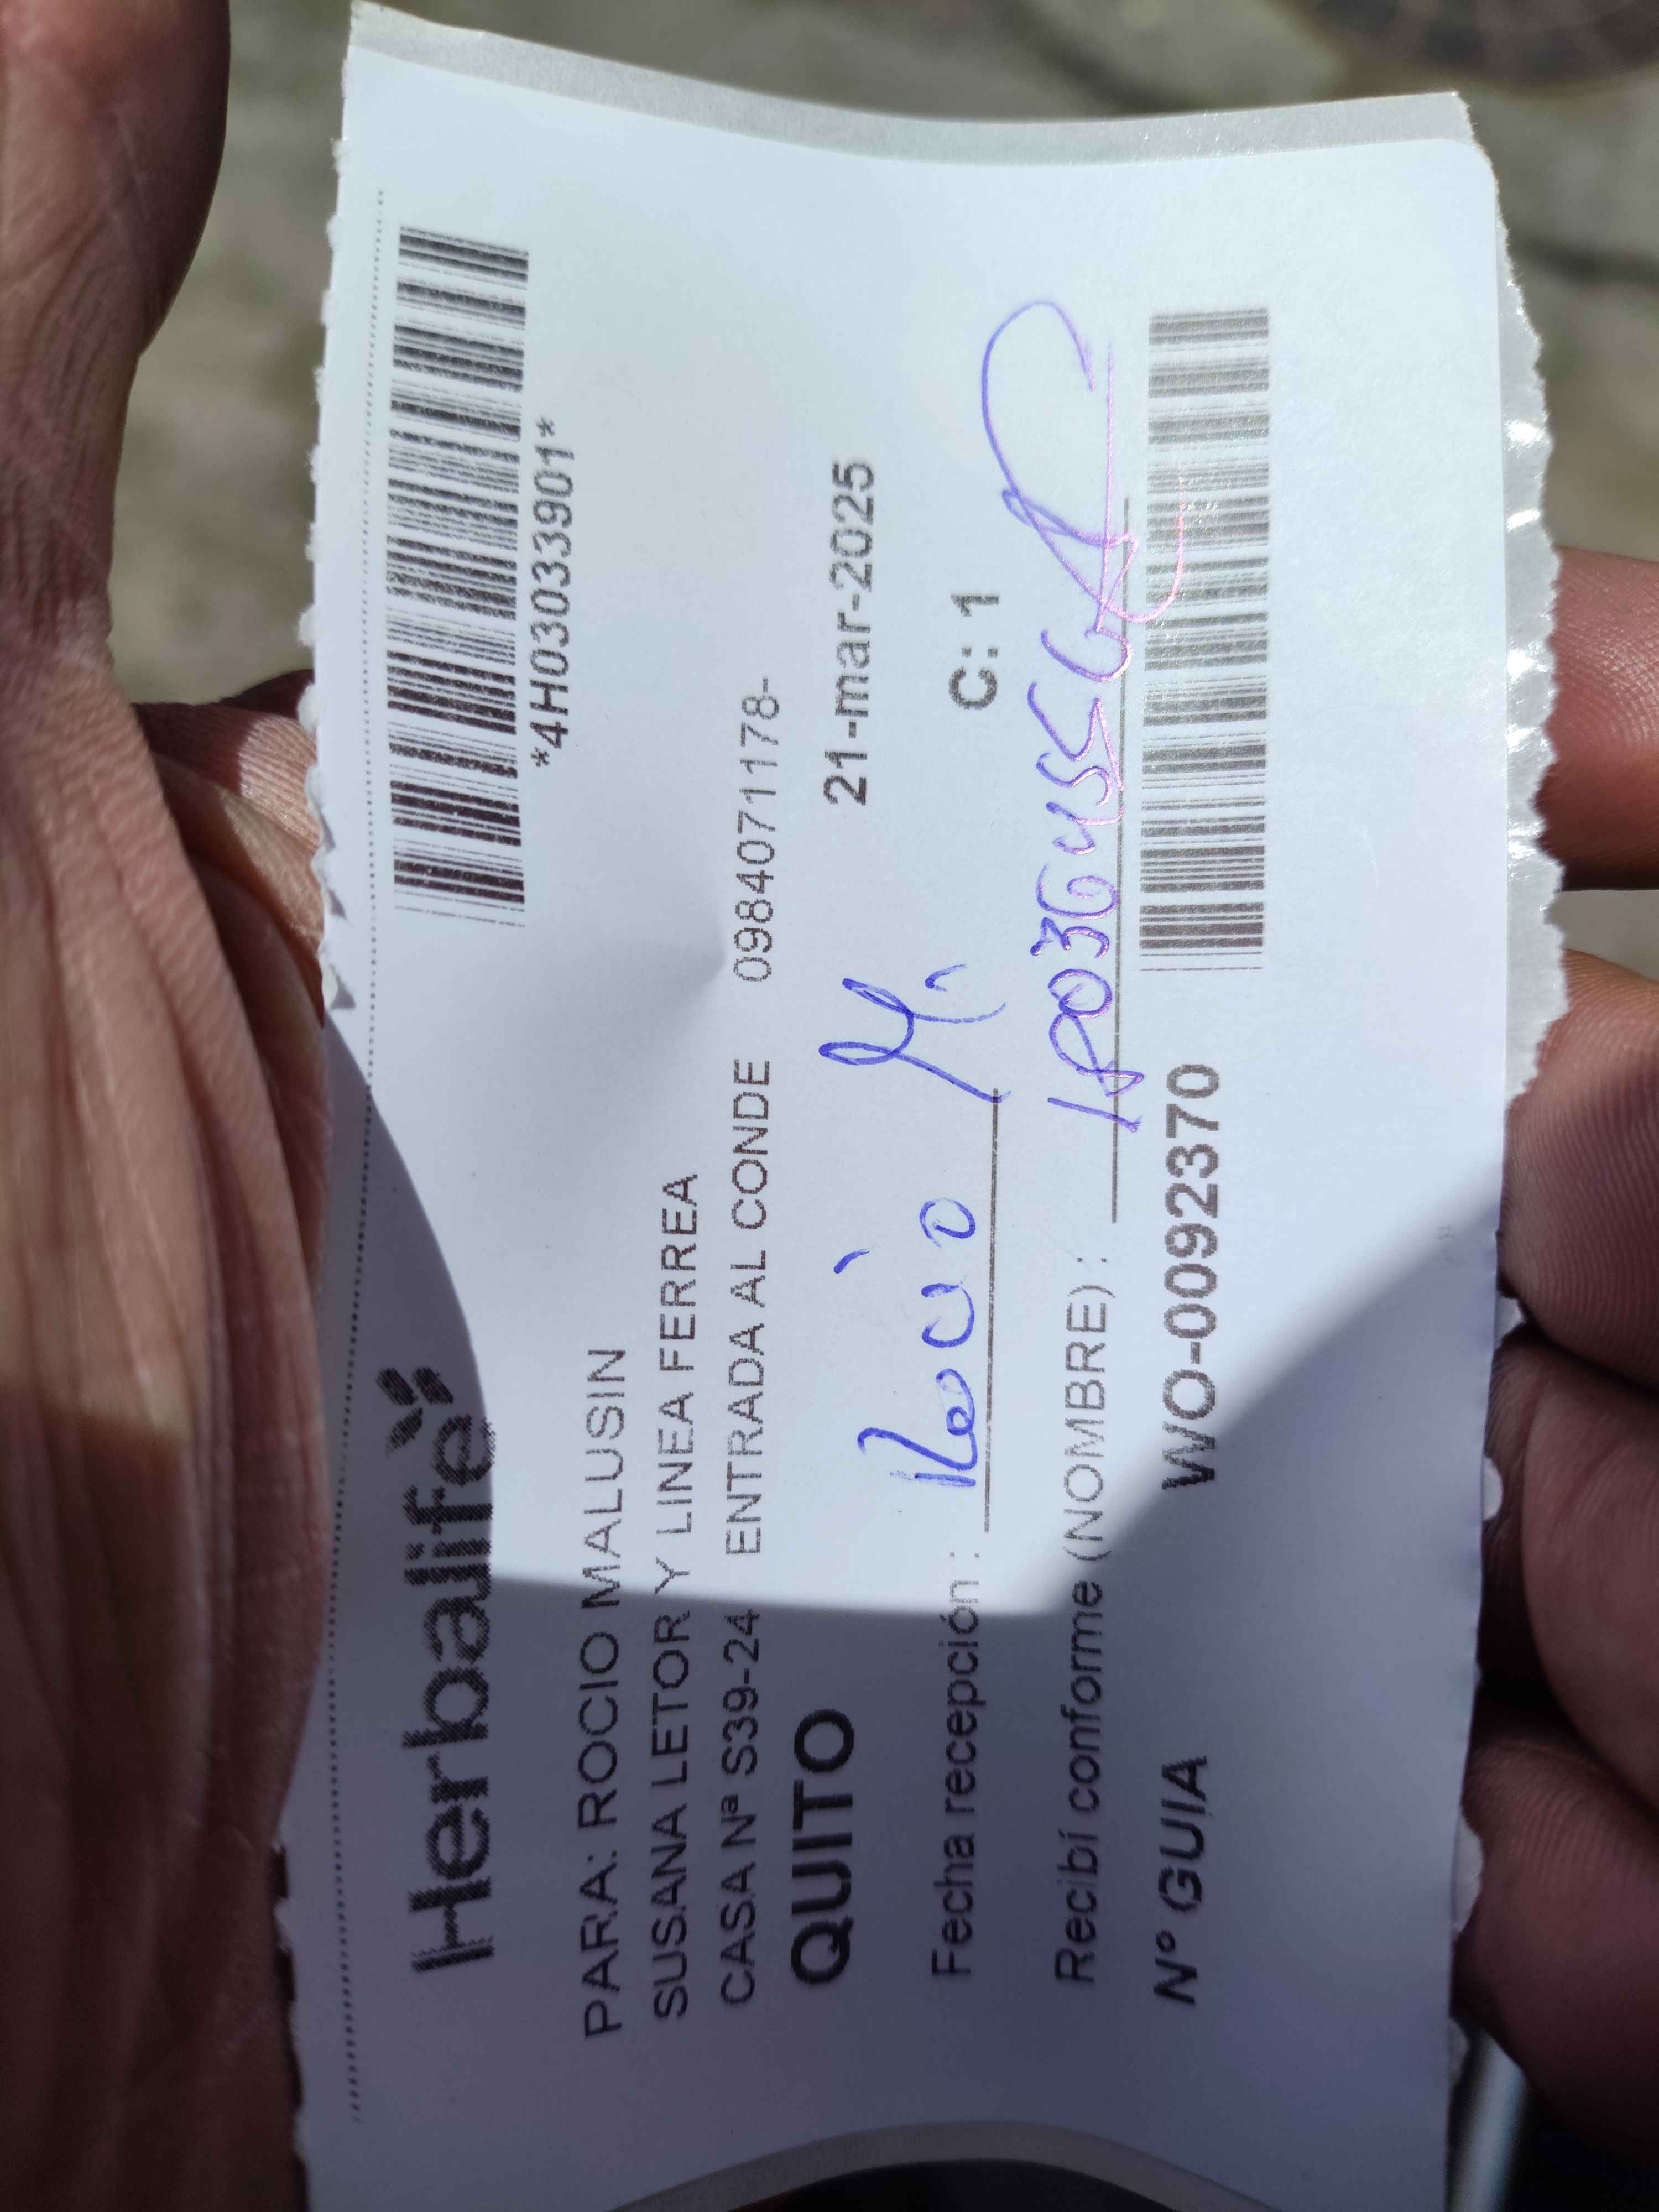 Herbalife
*4H03033901*
PARA: ROCIO MALUSIN
SUSANA LETOR Y LINEA FERREA
CASA Nª S39-24 ENTRADA AL CONDE 0984071178-
QUITO 21-mar-2025
C: 1
Fecha recepción : Rocio M.
Recibí conforme (NOMBRE) :
Nº GUIA WO-0092370